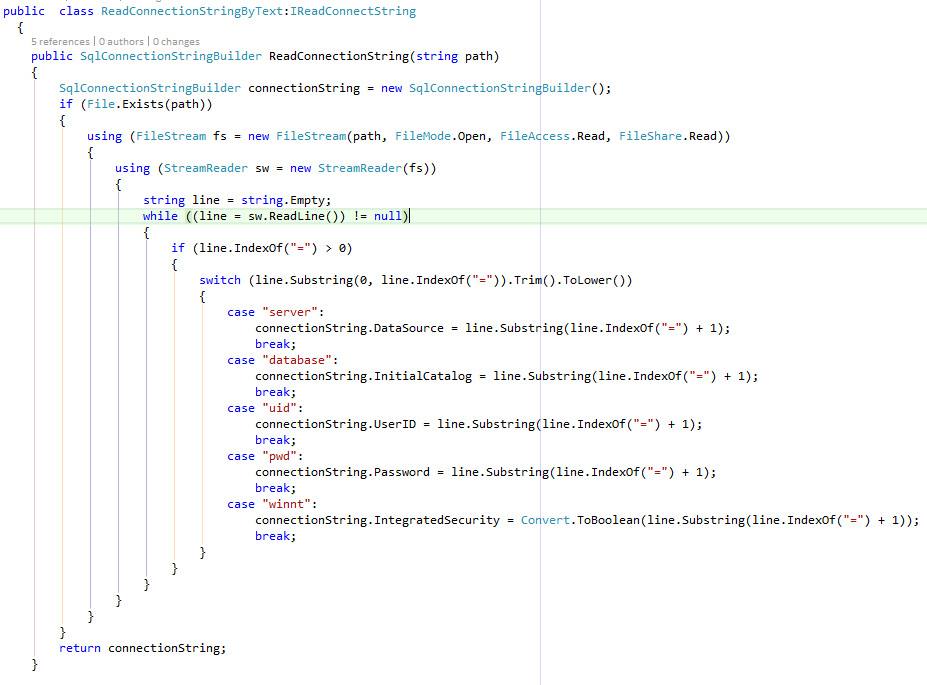 public  class ReadConnectionStringByText:IReadConnectString
{
5 references | 0 authors | 0 changes
public SqlConnectionStringBuilder ReadConnectionString(string path)
{
SqlConnectionStringBuilder connectionString = new SqlConnectionStringBuilder();
if (File.Exists(path))
{
using (FileStream fs = new FileStream(path, FileMode.Open, FileAccess.Read, FileShare.Read))
{
using (StreamReader sw = new StreamReader(fs))
{
string line = string.Empty;
while ((line = sw.ReadLine()) != null)
{
if (line.IndexOf("=") > 0)
{
switch (line.Substring(0, line.IndexOf("=")).Trim().ToLower())
{
case "server":
connectionString.DataSource = line.Substring(line.IndexOf("=") + 1);
break;
case "database":
connectionString.InitialCatalog = line.Substring(line.IndexOf("=") + 1);
break;
case "uid":
connectionString.UserID = line.Substring(line.IndexOf("=") + 1);
break;
case "pwd":
connectionString.Password = line.Substring(line.IndexOf("=") + 1);
break;
case "winnt":
connectionString.IntegratedSecurity = Convert.ToBoolean(line.Substring(line.IndexOf("=") + 1));
break;
}
}
}
}
}
}
return connectionString;
}